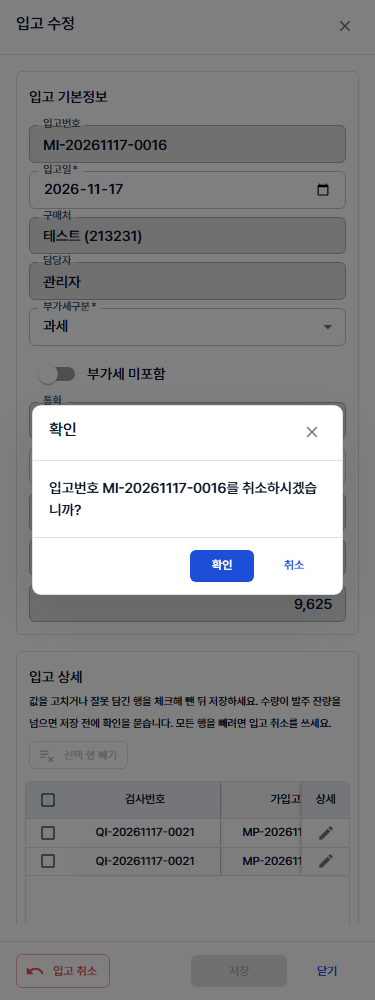 입고 수정
입고 기본정보
입고번호
MI-20261117-0016
입고일*
2026-11-17
구매처
테스트 (213231)
담당자
관리자
부가세구분*
과세
부가세 미포함
통화
확인
입고번호 MI-20261117-0016를 취소하시겠습
니까?
확인
취소
9,625
입고 상세
값을 고치거나 잘못 담긴 행을 체크해 뺀 뒤 저장하세요. 수량이 발주 잔량을
넘으면 저장 전에 확인을 묻습니다. 모든 행을 빼려면 입고 취소를 쓰세요.
선택 행 빼기
검사번호 가입고 상세
QI-20261117-0021 MP-202611
QI-20261117-0021 MP-202611
입고 취소
저장
닫기